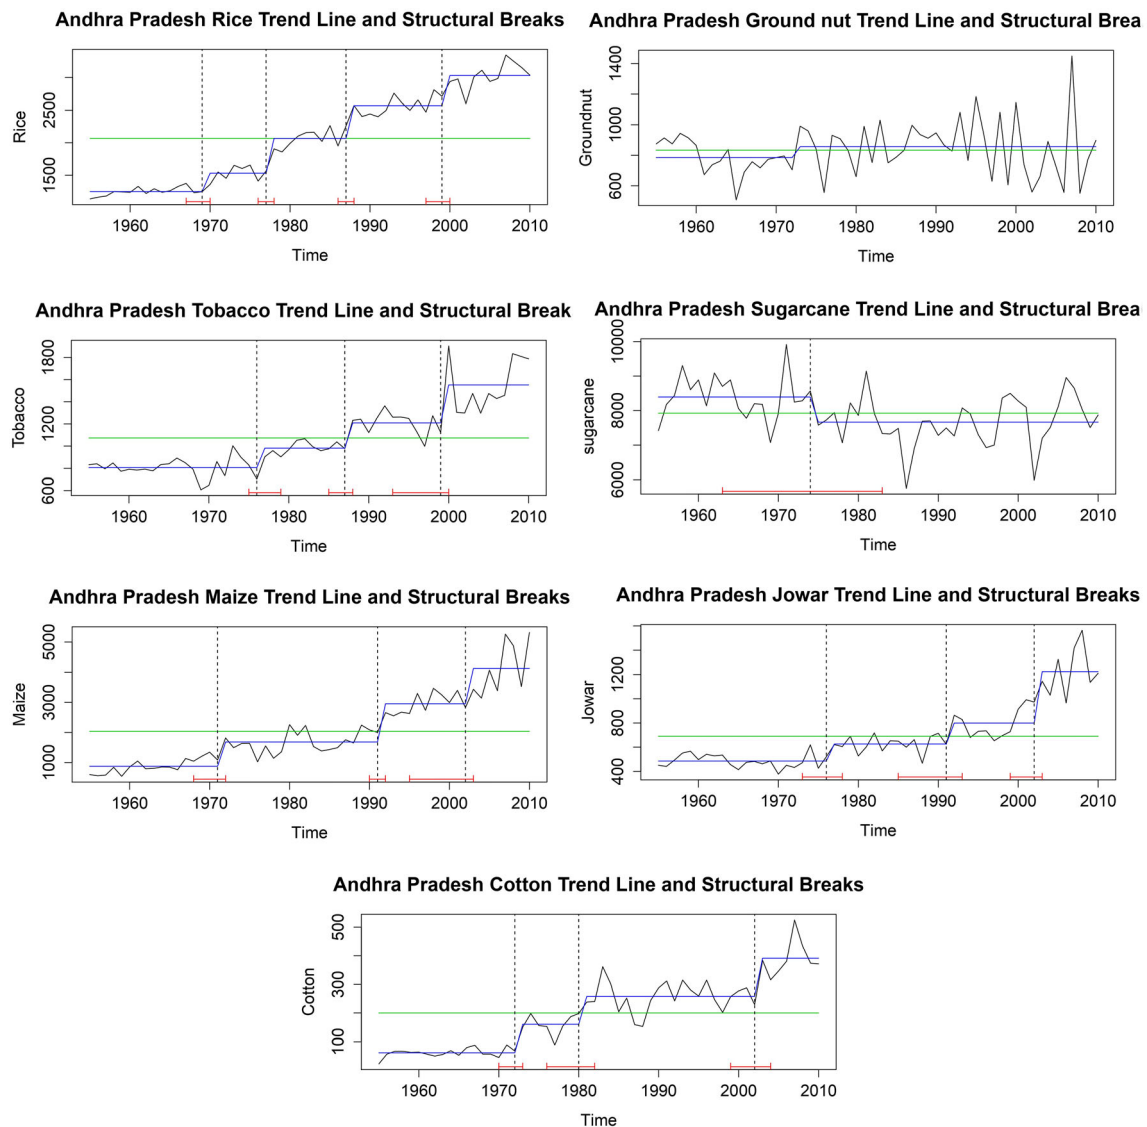 Andhra Pradesh Rice Trend Line and Structural Breaks
Rice
1500
2500
1960 1970 1980 1990 2000 2010
Time
Andhra Pradesh Ground nut Trend Line and Structural Brea
Groundnut
600
1000
1400
1960 1970 1980 1990 2000 2010
Time
Andhra Pradesh Tobacco Trend Line and Structural Break
Tobacco
600
1200
1800
1960 1970 1980 1990 2000 2010
Time
Andhra Pradesh Sugarcane Trend Line and Structural Brea
sugarcane
6000
8000
10000
1960 1970 1980 1990 2000 2010
Time
Andhra Pradesh Maize Trend Line and Structural Breaks
Maize
1000
3000
5000
1960 1970 1980 1990 2000 2010
Time
Andhra Pradesh Jowar Trend Line and Structural Breaks
Jowar
400
800
1200
1960 1970 1980 1990 2000 2010
Time
Andhra Pradesh Cotton Trend Line and Structural Breaks
Cotton
100
300
500
1960 1970 1980 1990 2000 2010
Time